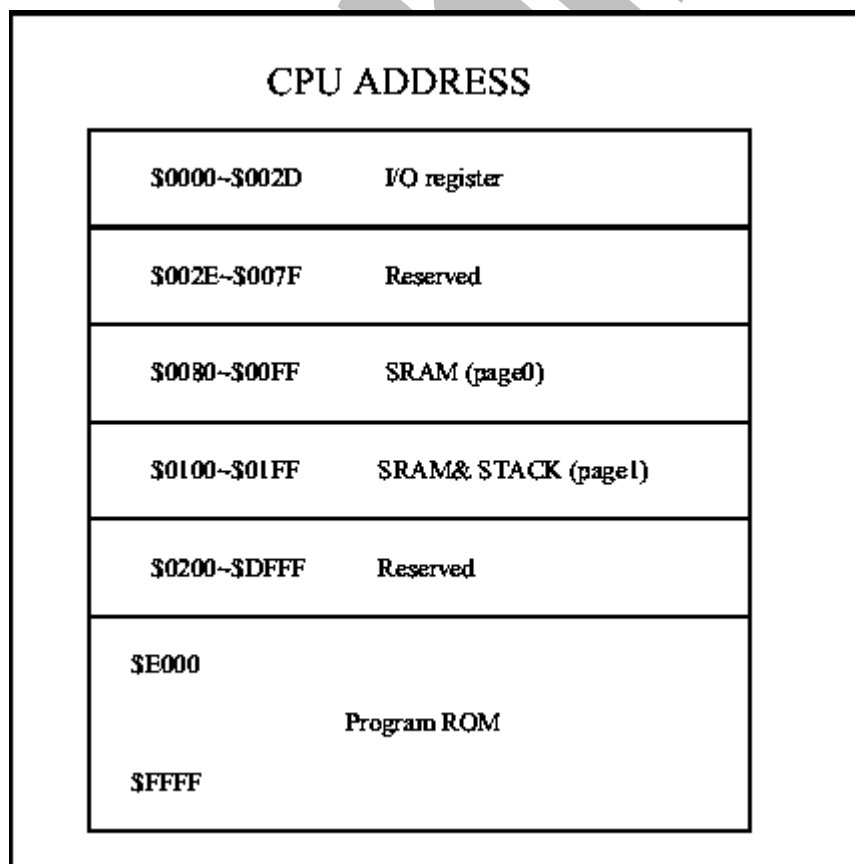 CPU ADDRESS
$0000~$002D I/O register
$002E~$007F Reserved
$0080~$00FF SRAM (page0)
$0100~$01FF SRAM& STACK (page1)
$0200~$DFFF Reserved
$E000
Program ROM
$FFFF